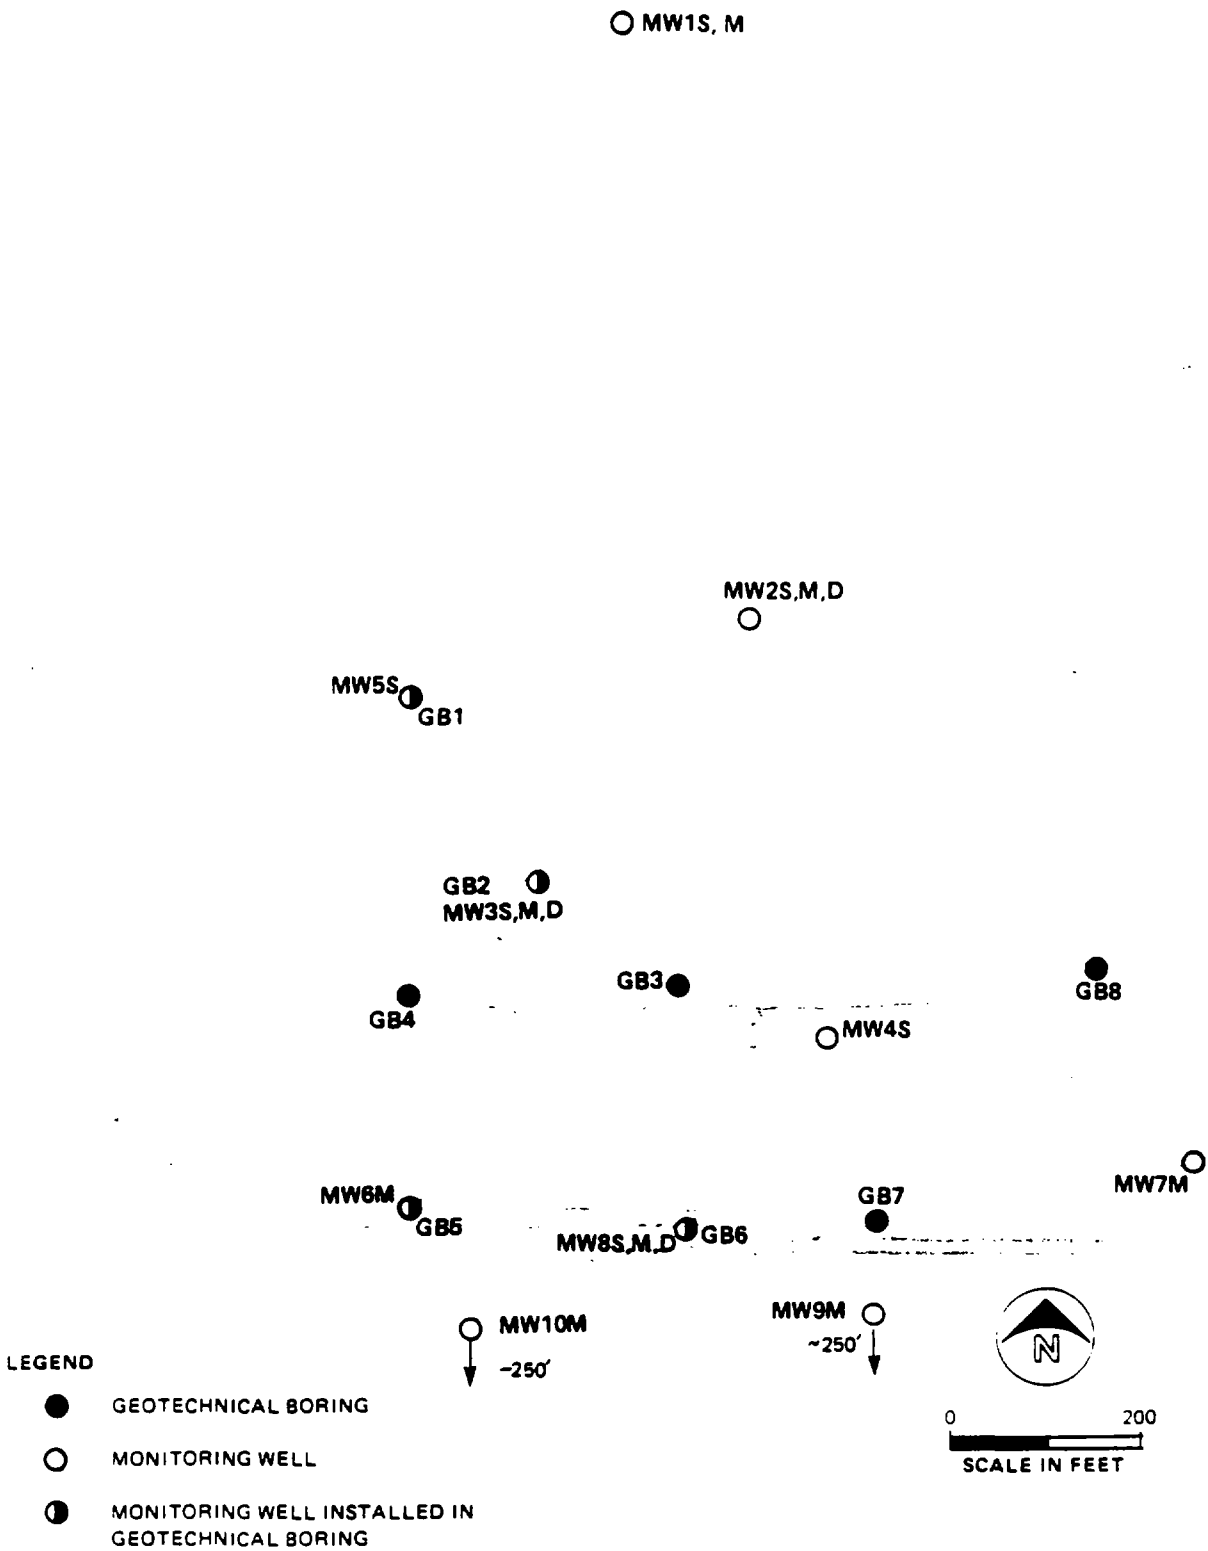 MW1S, M
MW2S,M,D
MW5S
GB1
GB2
MW3S,M,D
GB3
GB8
GB4
MW4S
MW7M
MW6M
GB5
GB7
MW8S,M,D
GB6
MW10M
~250'
MW9M
~250'
N
LEGEND
GEOTECHNICAL BORING
MONITORING WELL
MONITORING WELL INSTALLED IN
GEOTECHNICAL BORING
0 200
SCALE IN FEET